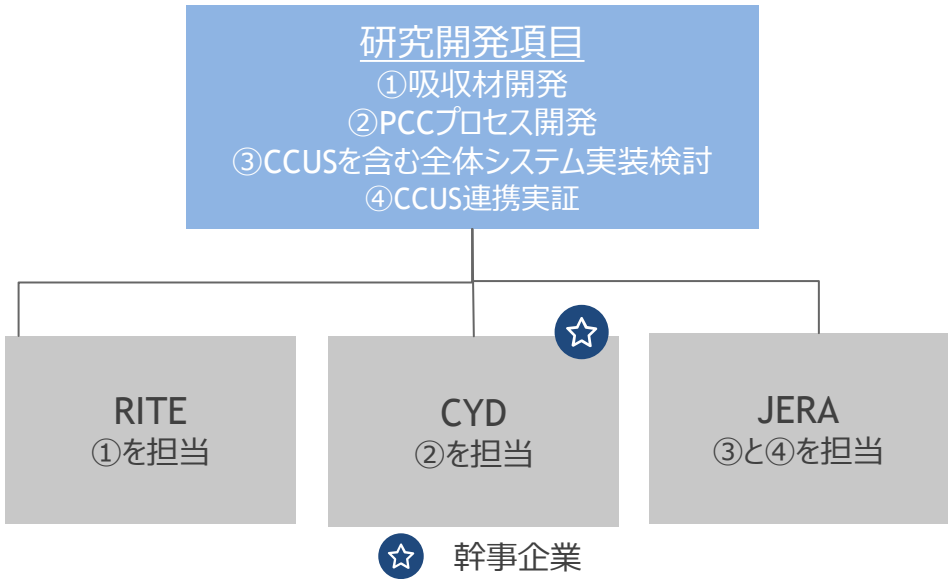 研究開発項目
①吸収材開発
②PCCプロセス開発
③CCUSを含む全体システム実装検討
④CCUS連携実証
RITE
①を担当
CYD
②を担当
JERA
③と④を担当
幹事企業